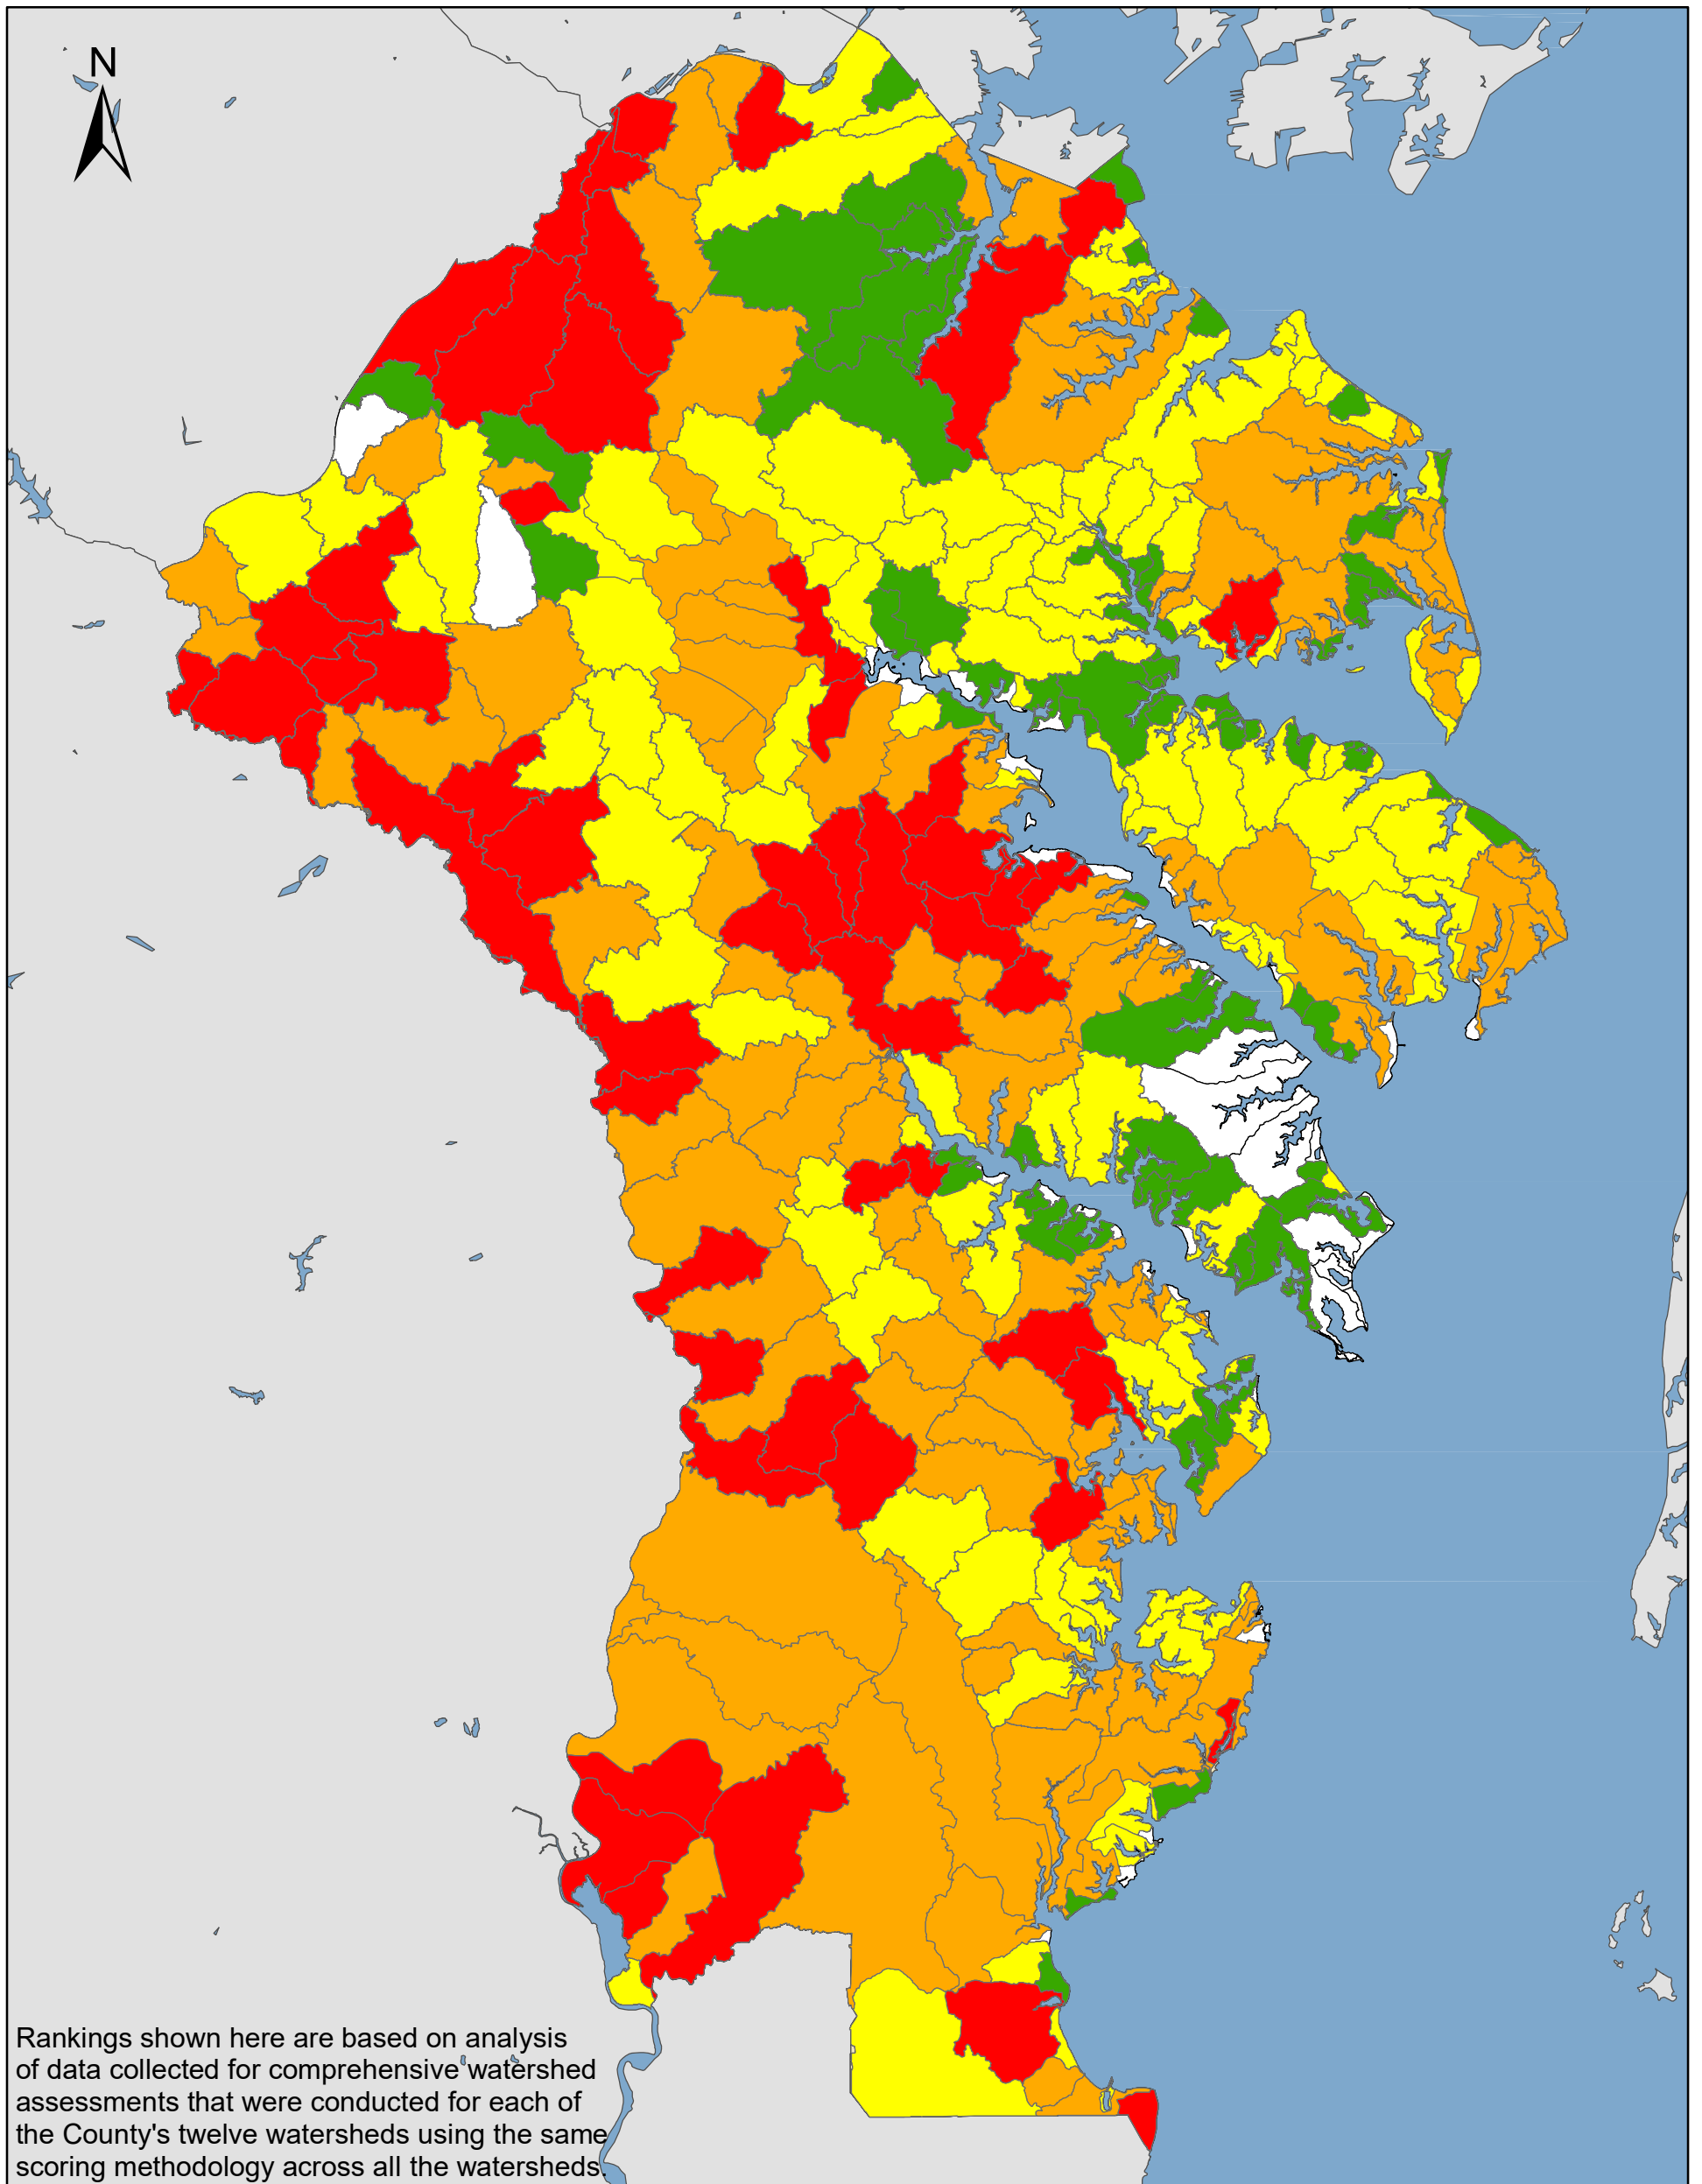 N
Rankings shown here are based on analysis
of data collected for comprehensive watershed
assessments that were conducted for each of
the County's twelve watersheds using the same
scoring methodology across all the watersheds.